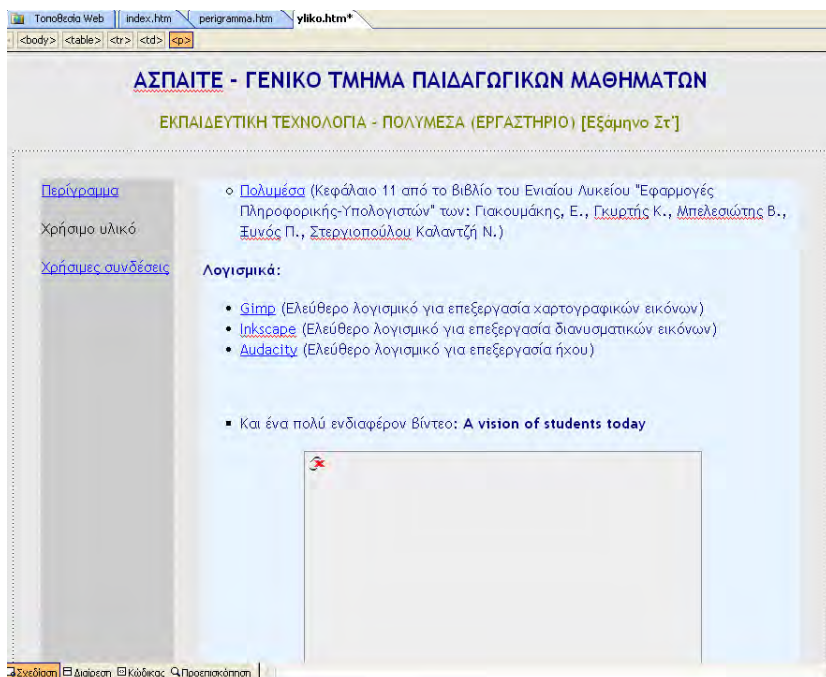 Τοποθεσία Web index.htm perigramma.htm yliko.htm*
<body> <table> <tr> <td> <p>
ΑΣΠΑΙΤΕ - ΓΕΝΙΚΟ ΤΜΗΜΑ ΠΑΙΔΑΓΩΓΙΚΩΝ ΜΑΘΗΜΑΤΩΝ
ΕΚΠΑΙΔΕΥΤΙΚΗ ΤΕΧΝΟΛΟΓΙΑ - ΠΟΛΥΜΕΣΑ (ΕΡΓΑΣΤΗΡΙΟ) [Εξάμηνο Στ']
Περίγραμμα
Χρήσιμο υλικό
Χρήσιμες συνδέσεις
Πολυμέσα (Κεφάλαιο 11 από το βιβλίο του Ενιαίου Λυκείου "Εφαρμογές
Πληροφορικής-Υπολογιστών" των: Γιακουμάκης, Ε., Γκυρτής Κ., Μπελεσιώτης Β.,
Ξυνός Π., Στεργιοπούλου Καλαντζή Ν.)
Λογισμικά:
Gimp (Ελεύθερο λογισμικό για επεξεργασία χαρτογραφικών εικόνων)
Inkscape (Ελεύθερο λογισμικό για επεξεργασία διανυσματικών εικόνων)
Audacity (Ελεύθερο λογισμικό για επεξεργασία ήχου)
Και ένα πολύ ενδιαφέρον βίντεο: A vision of students today
Σχεδίαση Διαίρεση Κώδικας Προεπισκόπηση